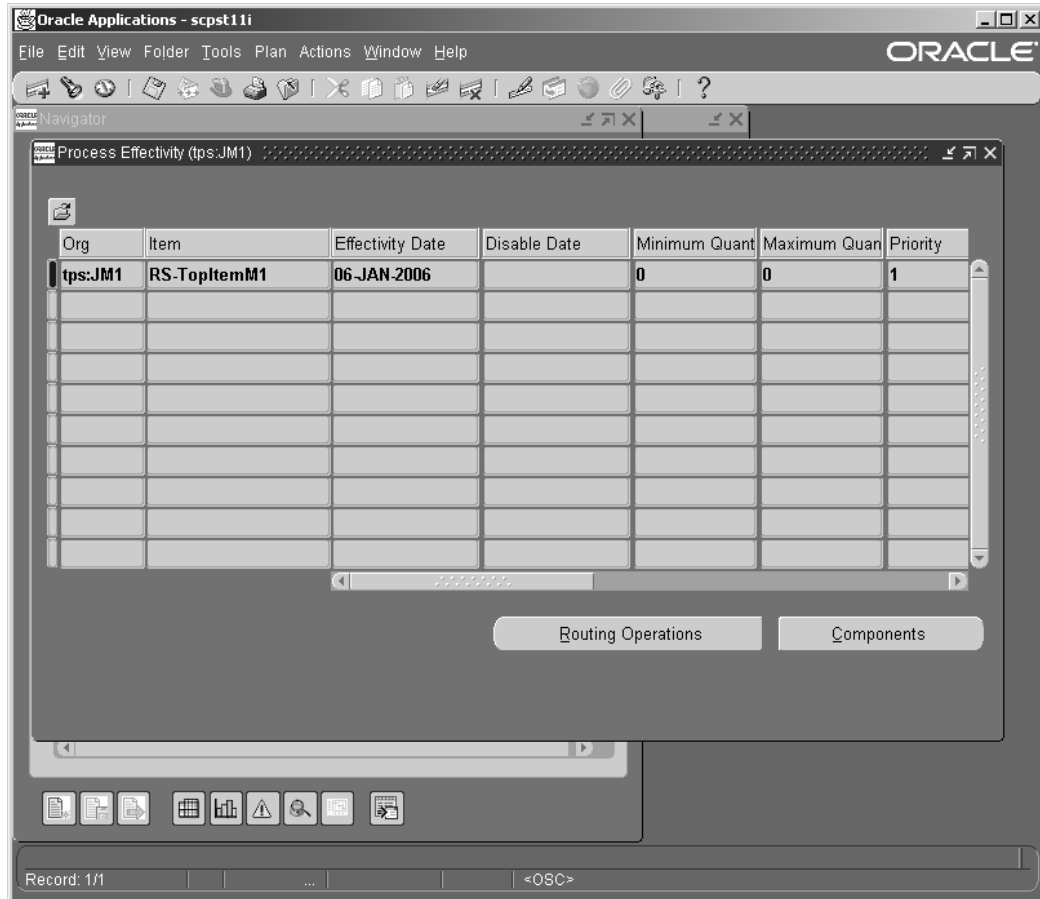 Oracle Applications - scpst11i
File Edit View Folder Tools Plan Actions Window Help
ORACLE
Navigator
Process Effectivity (tps:JM1)
Org Item Effectivity Date Disable Date Minimum Quant Maximum Quan Priority
tps:JM1 RS-TopItemM1 06-JAN-2006 0 0 1
Routing Operations Components
Record: 1/1 ... <OSC>